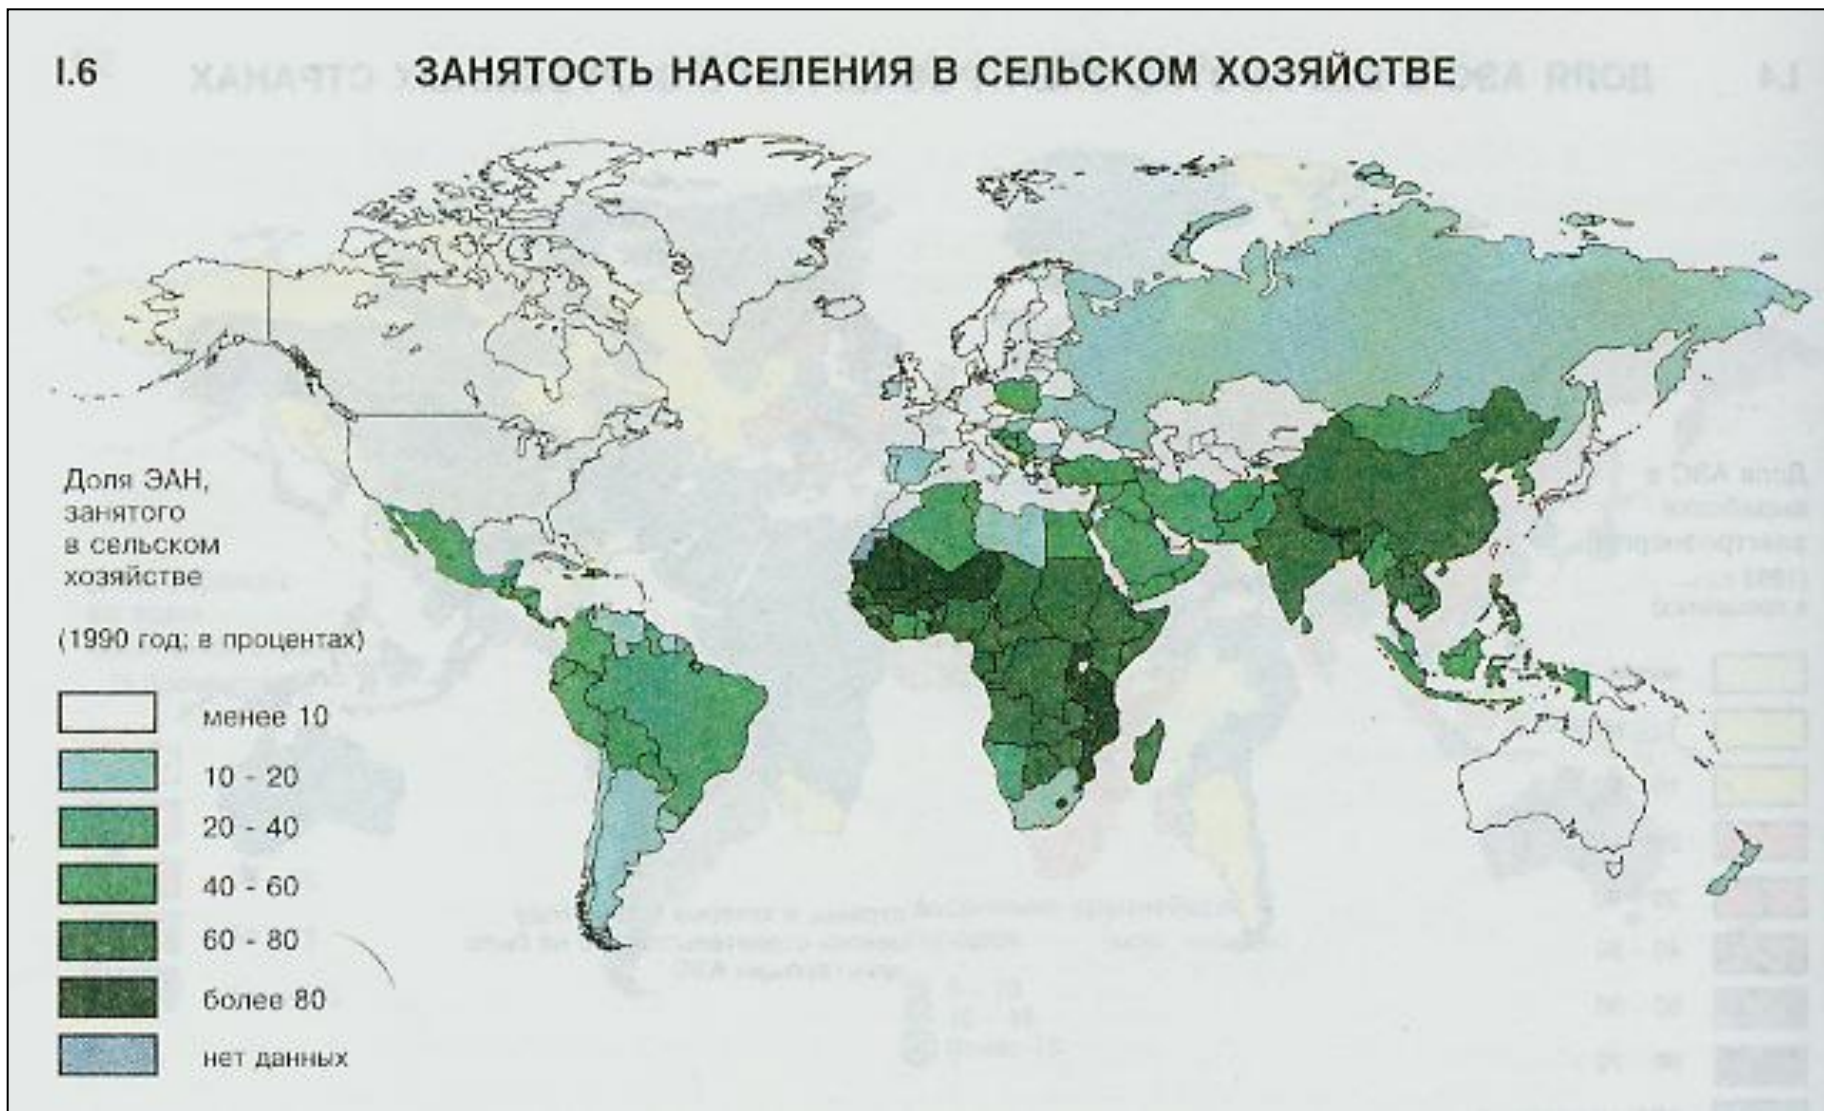 I.6 ЗАНЯТОСТЬ НАСЕЛЕНИЯ В СЕЛЬСКОМ ХОЗЯЙСТВЕ
Доля ЭАН,
занятого
в сельском
хозяйстве
(1990 год; в процентах)
менее 10
10 - 20
20 - 40
40 - 60
60 - 80
более 80
нет данных